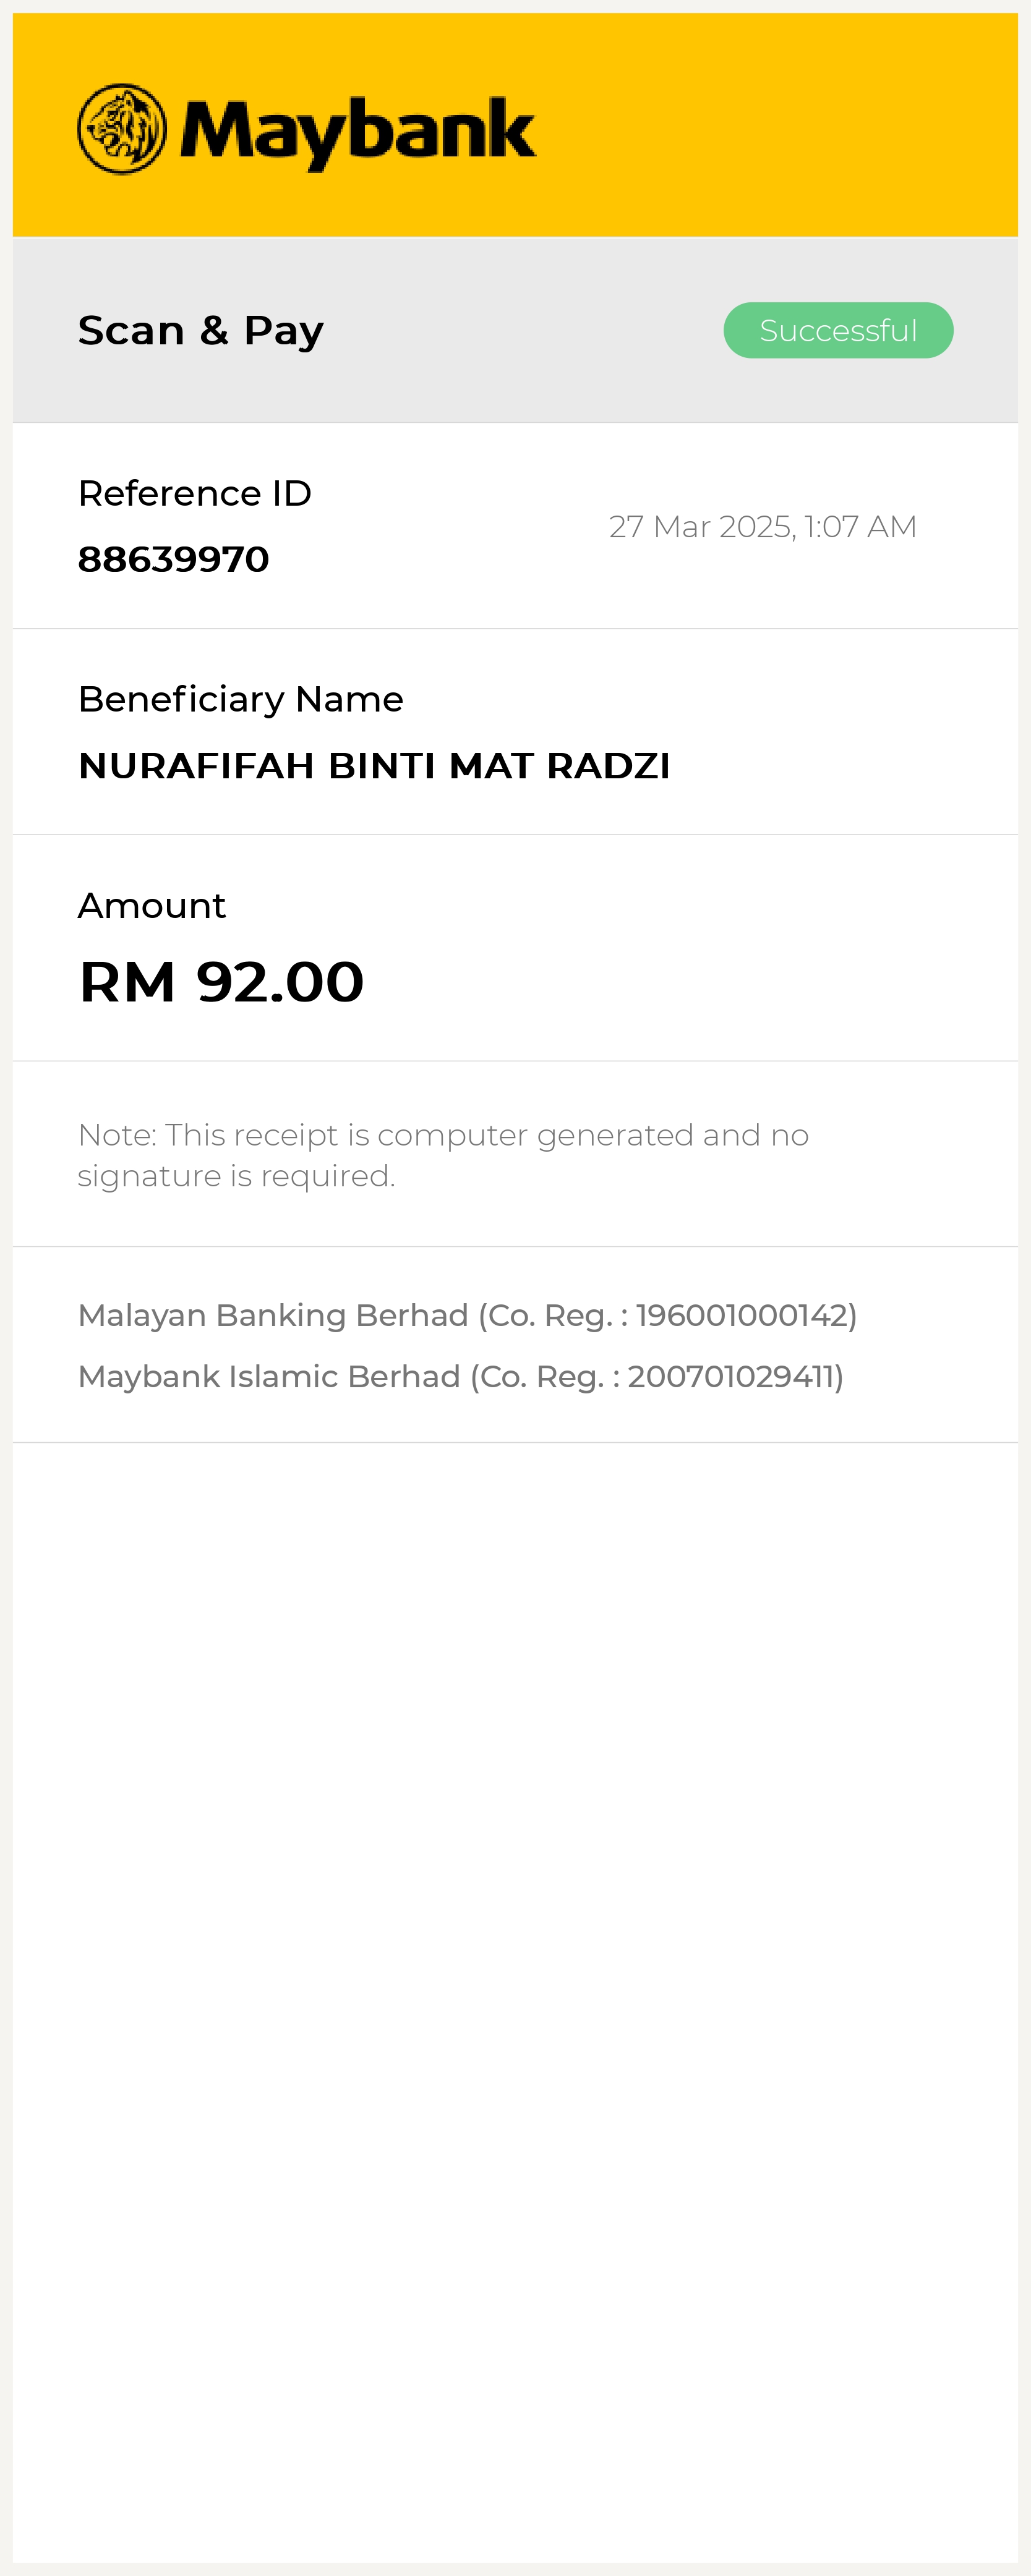 Maybank
Scan & Pay
Successful
Reference ID
88639970
27 Mar 2025, 1:07 AM
Beneficiary Name
NURAFIFAH BINTI MAT RADZI
Amount
RM 92.00
Note: This receipt is computer generated and no
signature is required.
Malayan Banking Berhad (Co. Reg. : 196001000142)
Maybank Islamic Berhad (Co. Reg. : 200701029411)